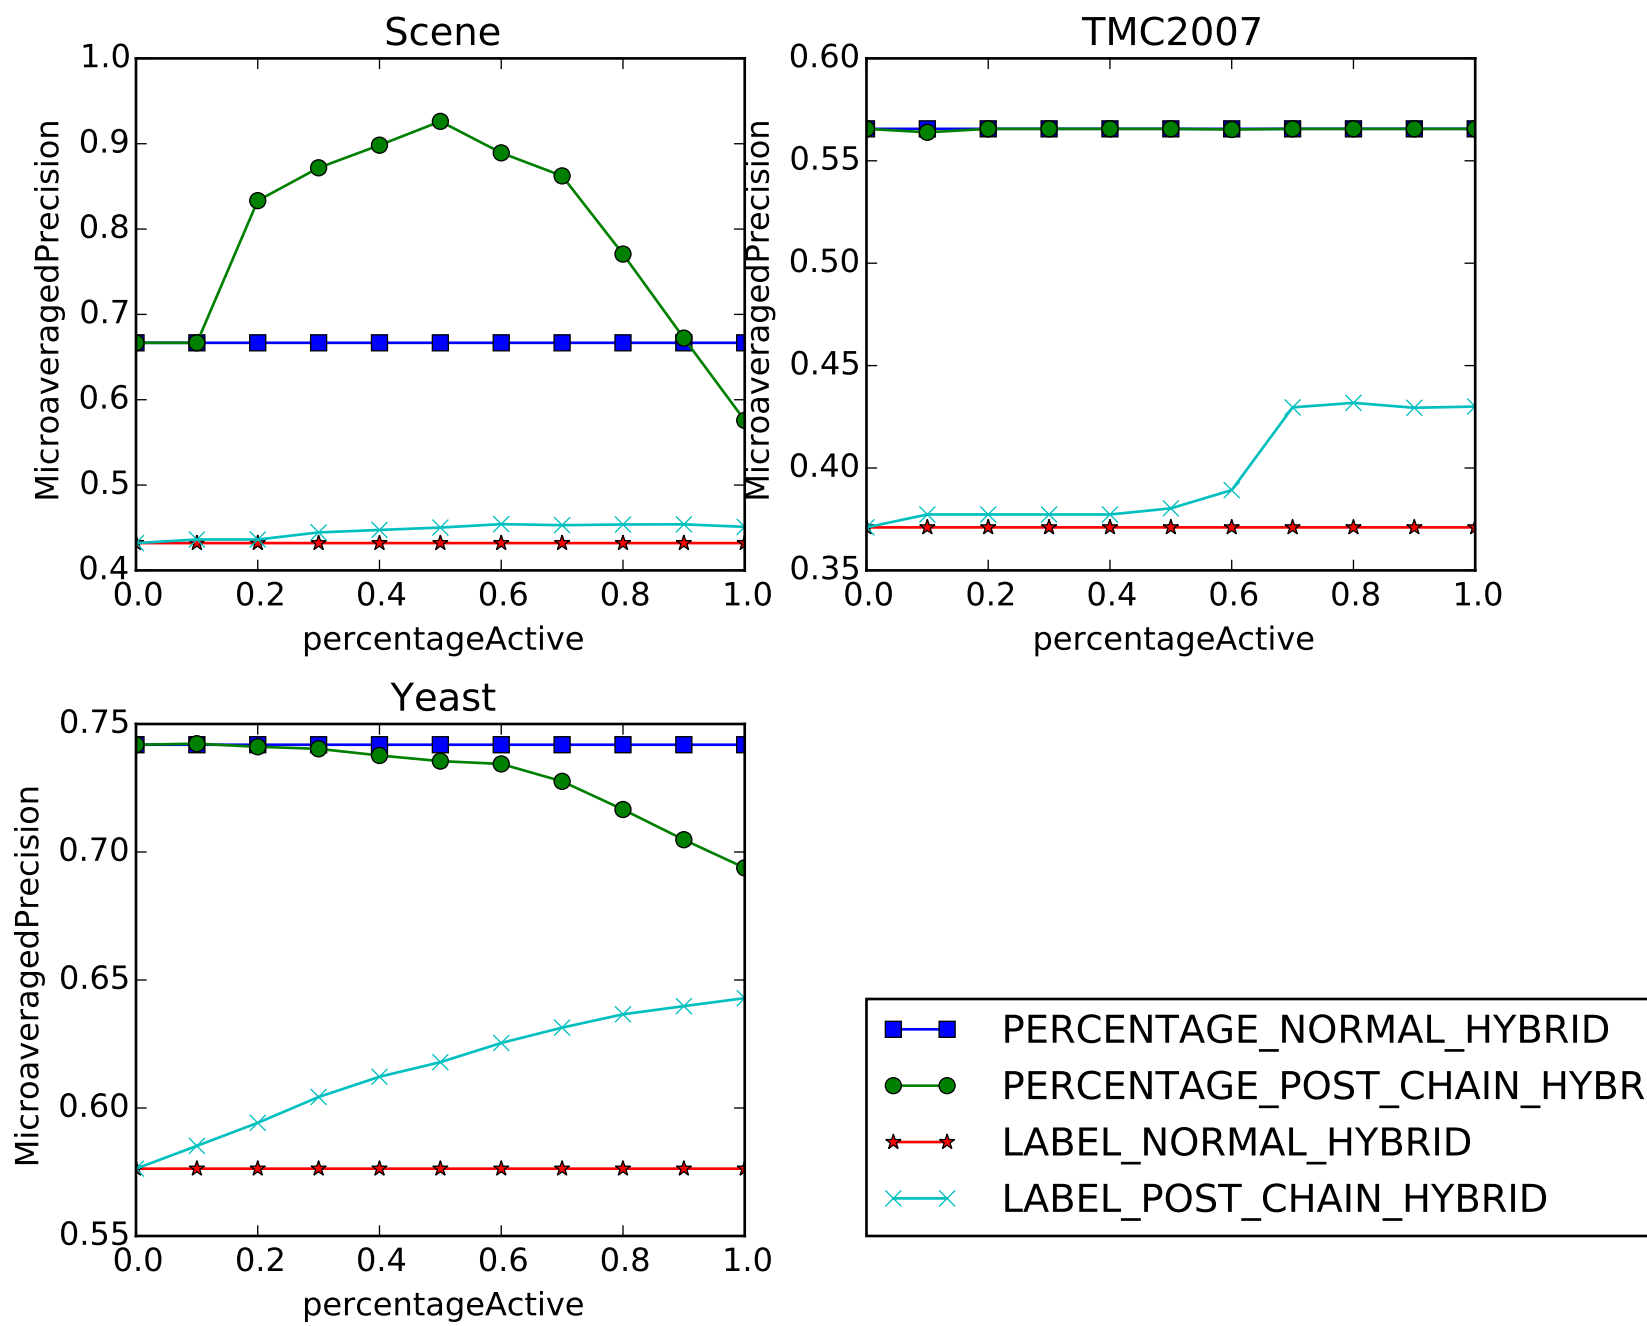 Scene
1.0
0.9
0.8
0.7
0.6
0.5
0.4
MicroaveragedPrecision
0.0 0.2 0.4 0.6 0.8 1.0
percentageActive
TMC2007
0.60
0.55
0.50
0.45
0.40
0.35
MicroaveragedPrecision
0.0 0.2 0.4 0.6 0.8 1.0
percentageActive
Yeast
0.75
0.70
0.65
0.60
0.55
MicroaveragedPrecision
0.0 0.2 0.4 0.6 0.8 1.0
percentageActive
PERCENTAGE_NORMAL_HYBRID
PERCENTAGE_POST_CHAIN_HYBR
LABEL_NORMAL_HYBRID
LABEL_POST_CHAIN_HYBRID